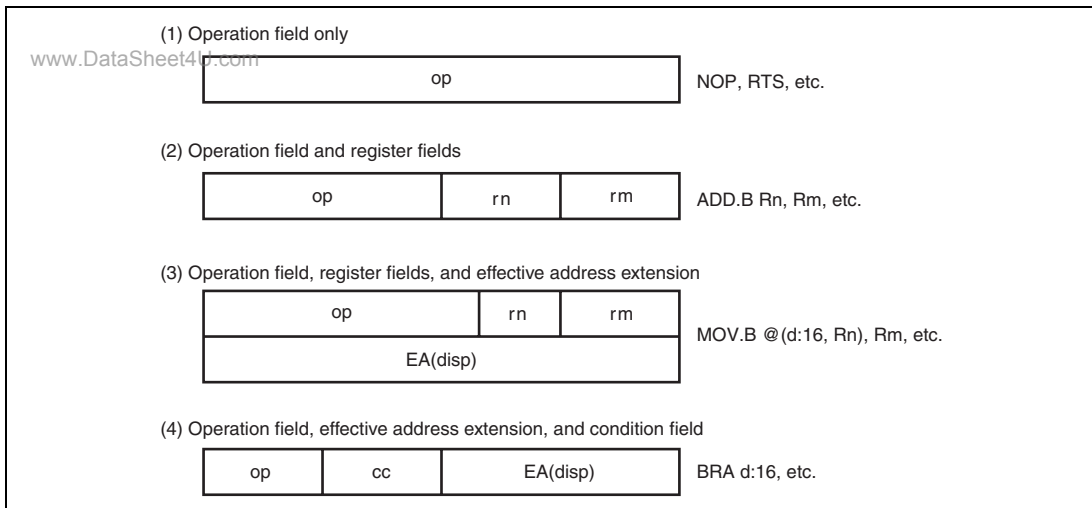 (1) Operation field only
www.DataSheet4U.com
op
NOP, RTS, etc.
(2) Operation field and register fields
op rn rm
ADD.B Rn, Rm, etc.
(3) Operation field, register fields, and effective address extension
op rn rm
MOV.B @(d:16, Rn), Rm, etc.
EA(disp)
(4) Operation field, effective address extension, and condition field
op cc EA(disp)
BRA d:16, etc.